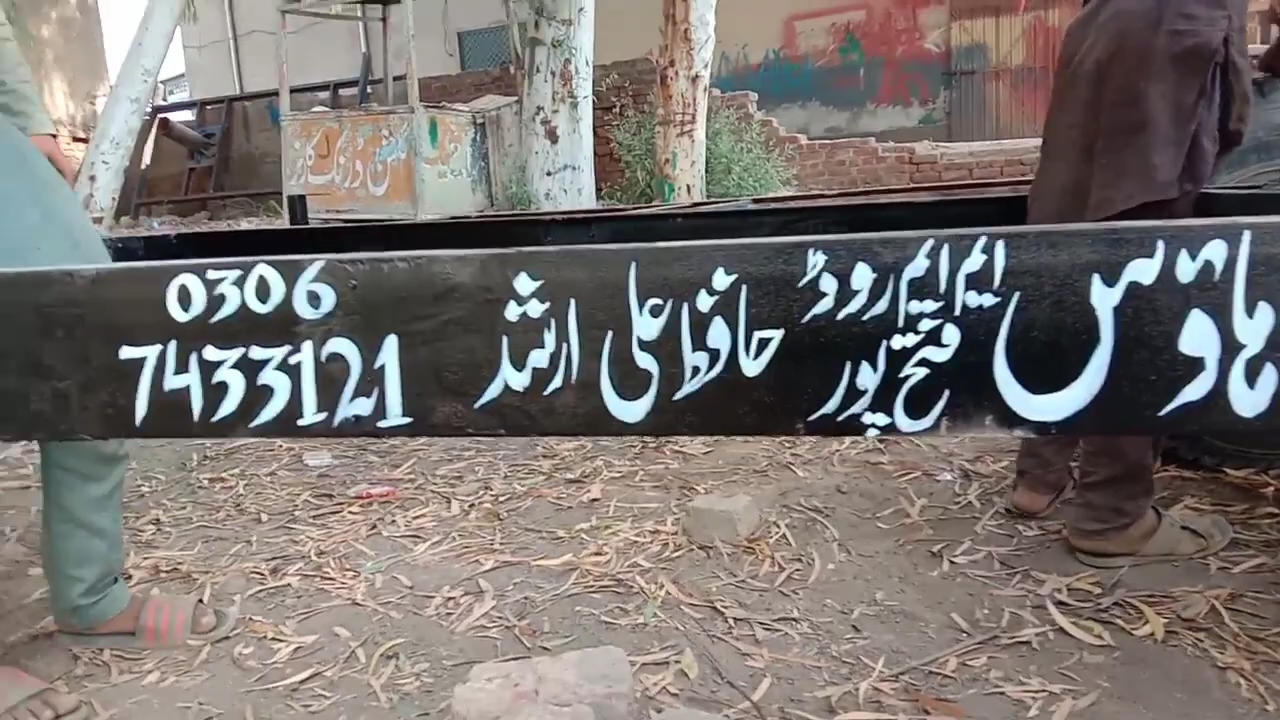 ہاؤس
ایم ایم روڈ
فتح پور
حافظ علی ارشد
0306
7433121